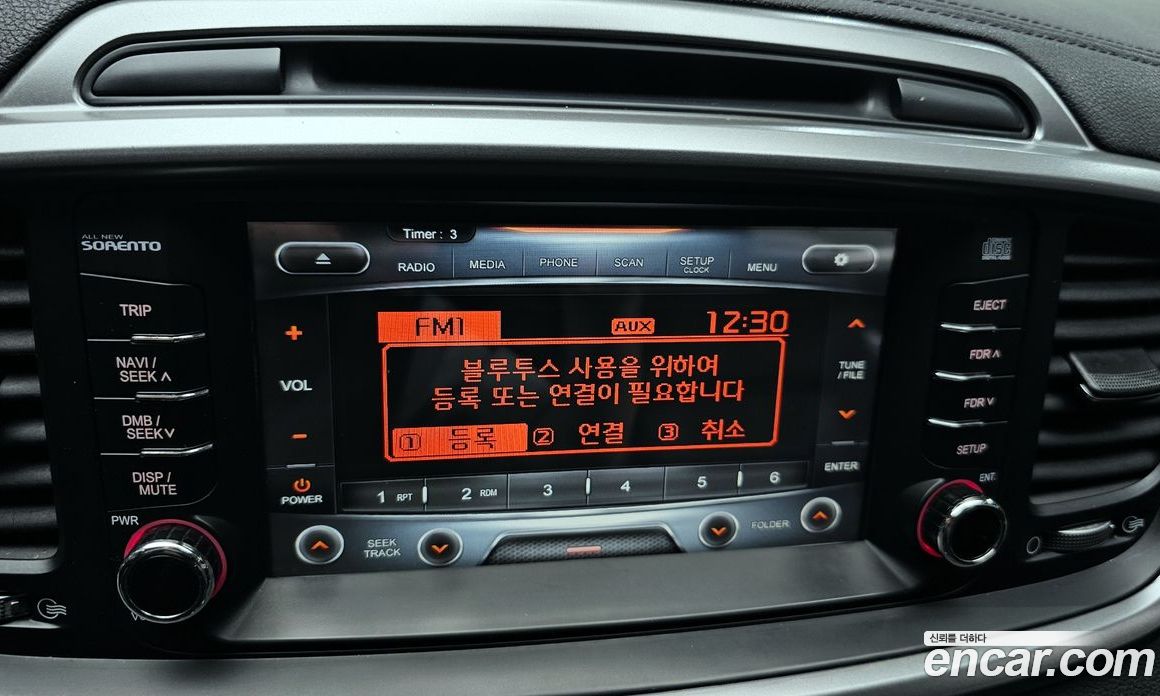 ALL NEW
SORENTO
TRIP
NAVI /
SEEK ∧
DMB /
SEEK ∨
DISP /
MUTE
PWR
Timer : 3
RADIO
MEDIA
PHONE
SCAN
SETUP
CLOCK
MENU
+
VOL
−
POWER
FM1
AUX
12:30
블루투스 사용을 위하여
등록 또는 연결이 필요합니다
① 등록 ② 연결 ③ 취소
TUNE
/ FILE
ENTER
1 RPT
2 RDM
3
4
5
6
SEEK
TRACK
FOLDER
disc
DIGITAL AUDIO
EJECT
FDR ∧
FDR ∨
SETUP
ENT.
신뢰를 더하다
encar.com